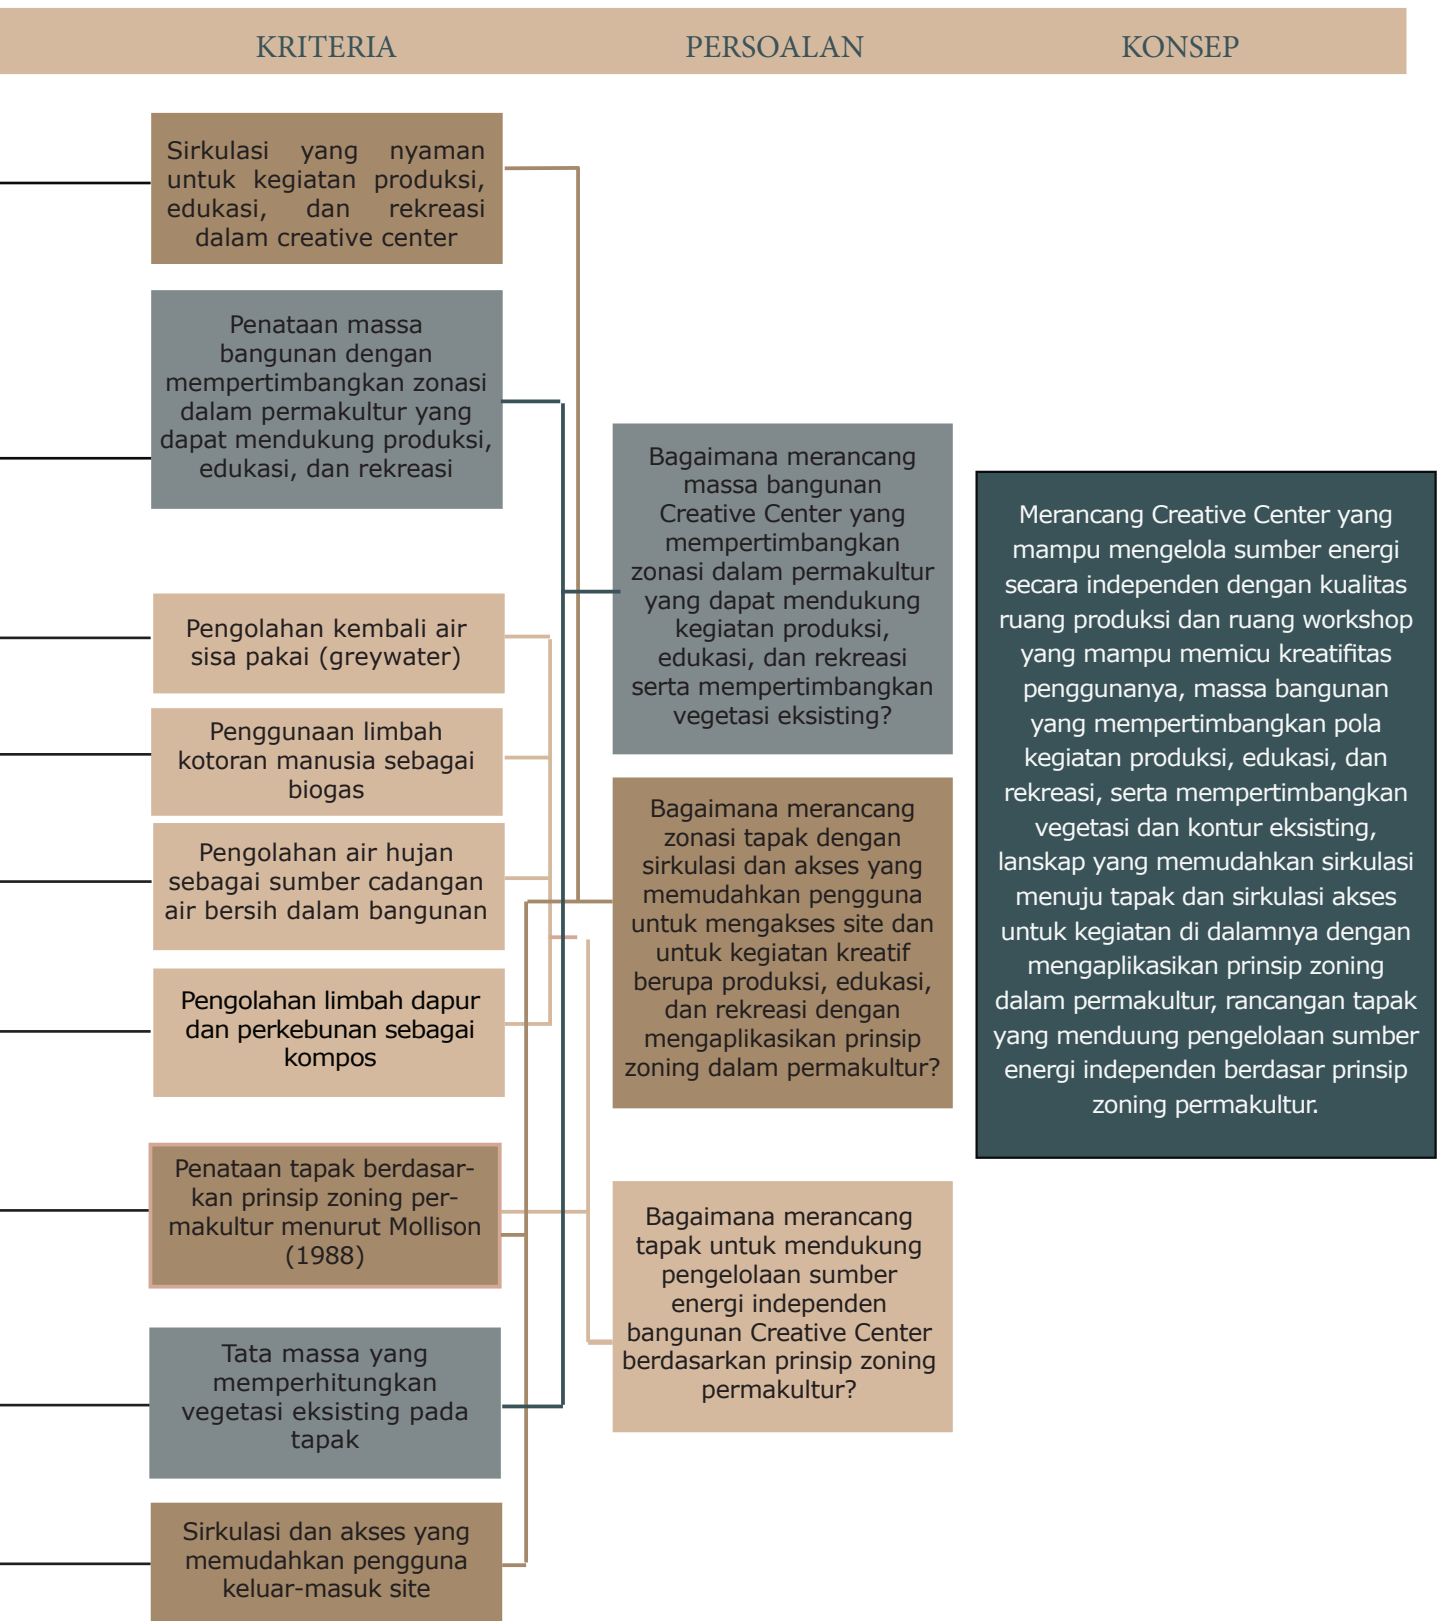 KRITERIA
PERSOALAN
KONSEP
Sirkulasi yang nyaman
untuk kegiatan produksi,
edukasi, dan rekreasi
dalam creative center
Penataan massa
bangunan dengan
mempertimbangkan zonasi
dalam permakultur yang
dapat mendukung produksi,
edukasi, dan rekreasi
Pengolahan kembali air
sisa pakai (greywater)
Penggunaan limbah
kotoran manusia sebagai
biogas
Pengolahan air hujan
sebagai sumber cadangan
air bersih dalam bangunan
Pengolahan limbah dapur
dan perkebunan sebagai
kompos
Penataan tapak berdasar-
kan prinsip zoning per-
makultur menurut Mollison
(1988)
Tata massa yang
memperhitungkan
vegetasi eksisting pada
tapak
Sirkulasi dan akses yang
memudahkan pengguna
keluar-masuk site
Bagaimana merancang
massa bangunan
Creative Center yang
mempertimbangkan
zonasi dalam permakultur
yang dapat mendukung
kegiatan produksi,
edukasi, dan rekreasi
serta mempertimbangkan
vegetasi eksisting?
Bagaimana merancang
zonasi tapak dengan
sirkulasi dan akses yang
memudahkan pengguna
untuk mengakses site dan
untuk kegiatan kreatif
berupa produksi, edukasi,
dan rekreasi dengan
mengaplikasikan prinsip
zoning dalam permakultur?
Bagaimana merancang
tapak untuk mendukung
pengelolaan sumber
energi independen
bangunan Creative Center
berdasarkan prinsip zoning
permakultur?
Merancang Creative Center yang
mampu mengelola sumber energi
secara independen dengan kualitas
ruang produksi dan ruang workshop
yang mampu memicu kreatifitas
penggunanya, massa bangunan
yang mempertimbangkan pola
kegiatan produksi, edukasi, dan
rekreasi, serta mempertimbangkan
vegetasi dan kontur eksisting,
lanskap yang memudahkan sirkulasi
menuju tapak dan sirkulasi akses
untuk kegiatan di dalamnya dengan
mengaplikasikan prinsip zoning
dalam permakultur, rancangan tapak
yang menduung pengelolaan sumber
energi independen berdasar prinsip
zoning permakultur.